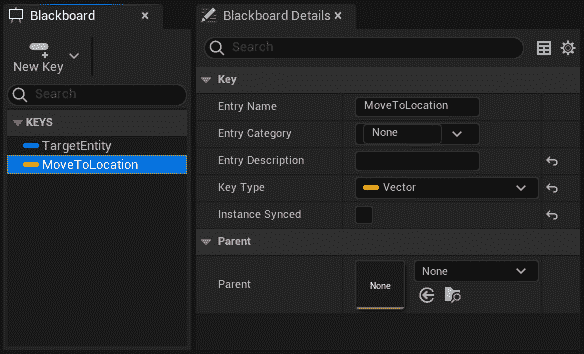 Blackboard
New Key
Search
KEYS
TargetEntity
MoveToLocation
Blackboard Details
Search
Key
Entry Name MoveToLocation
Entry Category None
Entry Description
Key Type Vector
Instance Synced
Parent
Parent None None